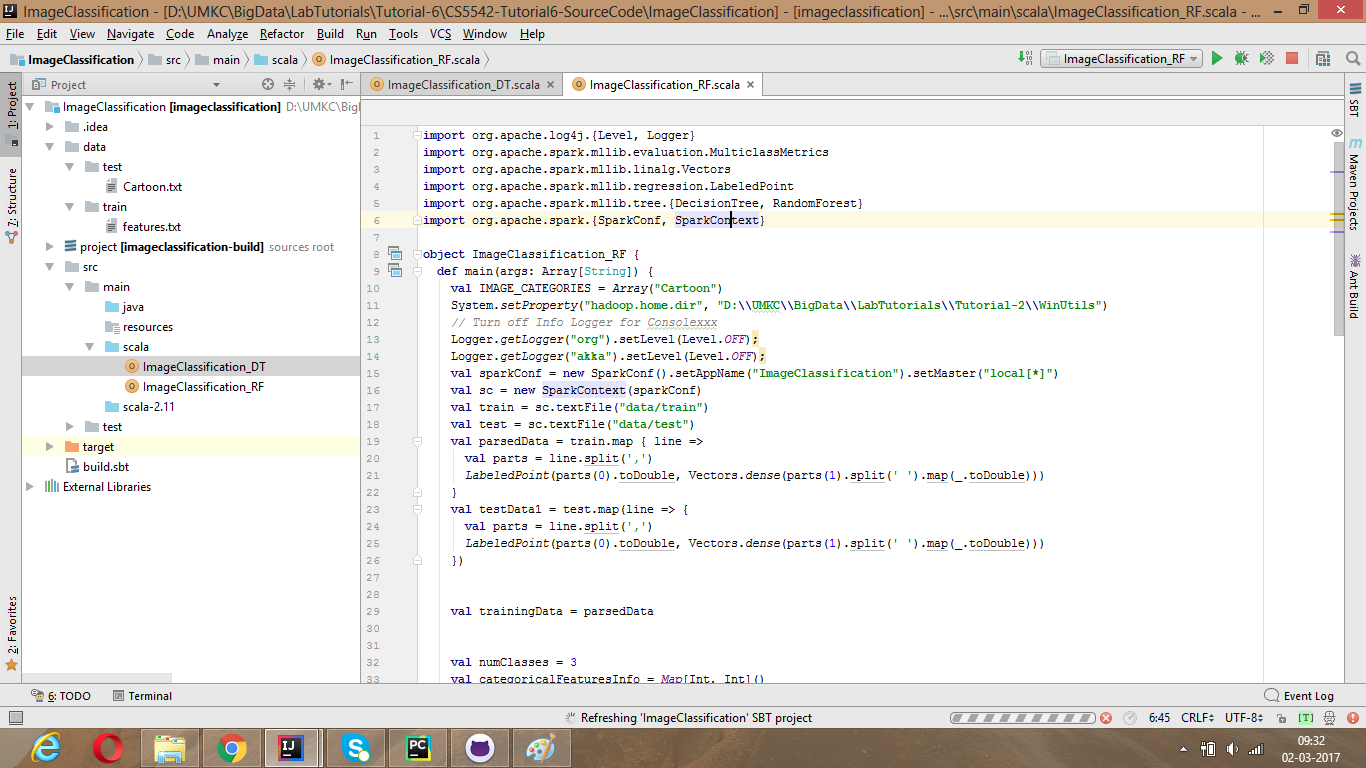 ImageClassification - [D:\UMKC\BigData\LabTutorials\Tutorial-6\CS5542-Tutorial6-SourceCode\ImageClassification] - [imageclassification] - ...\src\main\scala\ImageClassification_RF.scala - ...
File Edit View Navigate Code Analyze Refactor Build Run Tools VCS Window Help
ImageClassification src main scala ImageClassification_RF.scala ImageClassification_RF
Project ImageClassification_DT.scala ImageClassification_RF.scala
1: Project
7: Structure
2: Favorites
ImageClassification [imageclassification] D:\UMKC\Big
.idea
data
test
Cartoon.txt
train
features.txt
project [imageclassification-build] sources root
src
main
java
resources
scala
ImageClassification_DT
ImageClassification_RF
scala-2.11
test
target
build.sbt
External Libraries
1 import org.apache.log4j.{Level, Logger}
2 import org.apache.spark.mllib.evaluation.MulticlassMetrics
3 import org.apache.spark.mllib.linalg.Vectors
4 import org.apache.spark.mllib.regression.LabeledPoint
5 import org.apache.spark.mllib.tree.{DecisionTree, RandomForest}
6 import org.apache.spark.{SparkConf, SparkContext}
7
8 object ImageClassification_RF {
9 def main(args: Array[String]) {
10 val IMAGE_CATEGORIES = Array("Cartoon")
11 System.setProperty("hadoop.home.dir", "D:\\UMKC\\BigData\\LabTutorials\\Tutorial-2\\WinUtils")
12 // Turn off Info Logger for Consolexxx
13 Logger.getLogger("org").setLevel(Level.OFF);
14 Logger.getLogger("akka").setLevel(Level.OFF);
15 val sparkConf = new SparkConf().setAppName("ImageClassification").setMaster("local[*]")
16 val sc = new SparkContext(sparkConf)
17 val train = sc.textFile("data/train")
18 val test = sc.textFile("data/test")
19 val parsedData = train.map { line =>
20 val parts = line.split(',')
21 LabeledPoint(parts(0).toDouble, Vectors.dense(parts(1).split(' ').map(_.toDouble)))
22 }
23 val testData1 = test.map(line => {
24 val parts = line.split(',')
25 LabeledPoint(parts(0).toDouble, Vectors.dense(parts(1).split(' ').map(_.toDouble)))
26 })
27
28
29 val trainingData = parsedData
30
31
32 val numClasses = 3
33 val categoricalFeaturesInfo = Map[Int, Int]()
SBT
Maven Projects
Ant Build
6: TODO Terminal Event Log
Refreshing 'ImageClassification' SBT project 6:45 CRLF UTF-8 [T]
09:32
02-03-2017